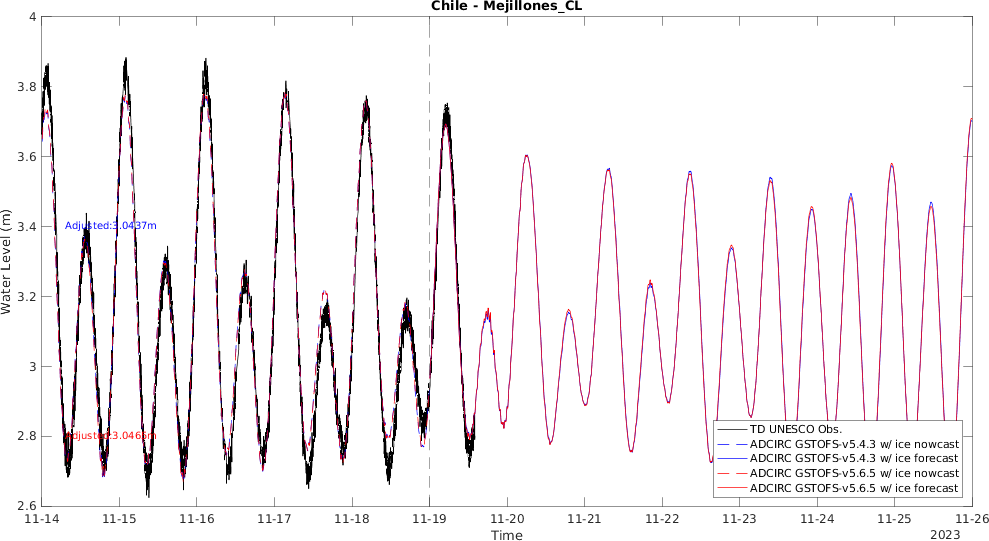 Chile - Mejillones_CL
4
3.8
3.6
3.4
3.2
3
2.8
2.6
Water Level (m)
Adjusted:3.0437m
Adjusted:3.0466m
TD UNESCO Obs.
ADCIRC GSTOFS-v5.4.3 w/ ice nowcast
ADCIRC GSTOFS-v5.4.3 w/ ice forecast
ADCIRC GSTOFS-v5.6.5 w/ ice nowcast
ADCIRC GSTOFS-v5.6.5 w/ ice forecast
11-14 11-15 11-16 11-17 11-18 11-19 11-20 11-21 11-22 11-23 11-24 11-25 11-26
Time
2023